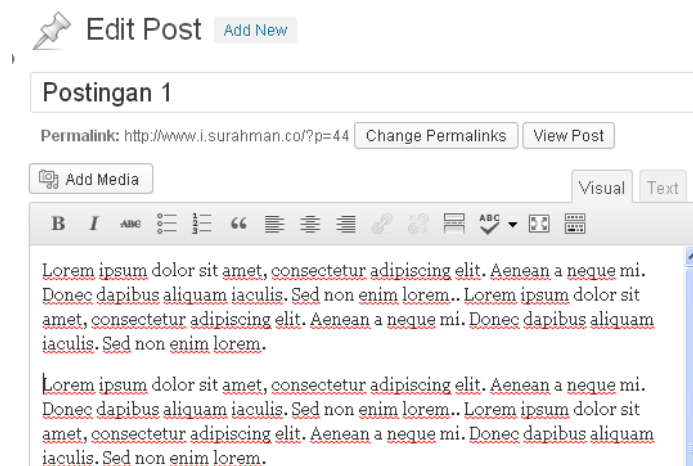 Edit Post Add New
Postingan 1
Permalink: http://www.i.surahman.co/?p=44 Change Permalinks View Post
Add Media Visual Text
B I ABC ABC
Lorem ipsum dolor sit amet, consectetur adipiscing elit. Aenean a neque mi.
Donec dapibus aliquam iaculis. Sed non enim lorem.. Lorem ipsum dolor sit
amet, consectetur adipiscing elit. Aenean a neque mi. Donec dapibus aliquam
iaculis. Sed non enim lorem.
Lorem ipsum dolor sit amet, consectetur adipiscing elit. Aenean a neque mi.
Donec dapibus aliquam iaculis. Sed non enim lorem.. Lorem ipsum dolor sit
amet, consectetur adipiscing elit. Aenean a neque mi. Donec dapibus aliquam
iaculis. Sed non enim lorem.